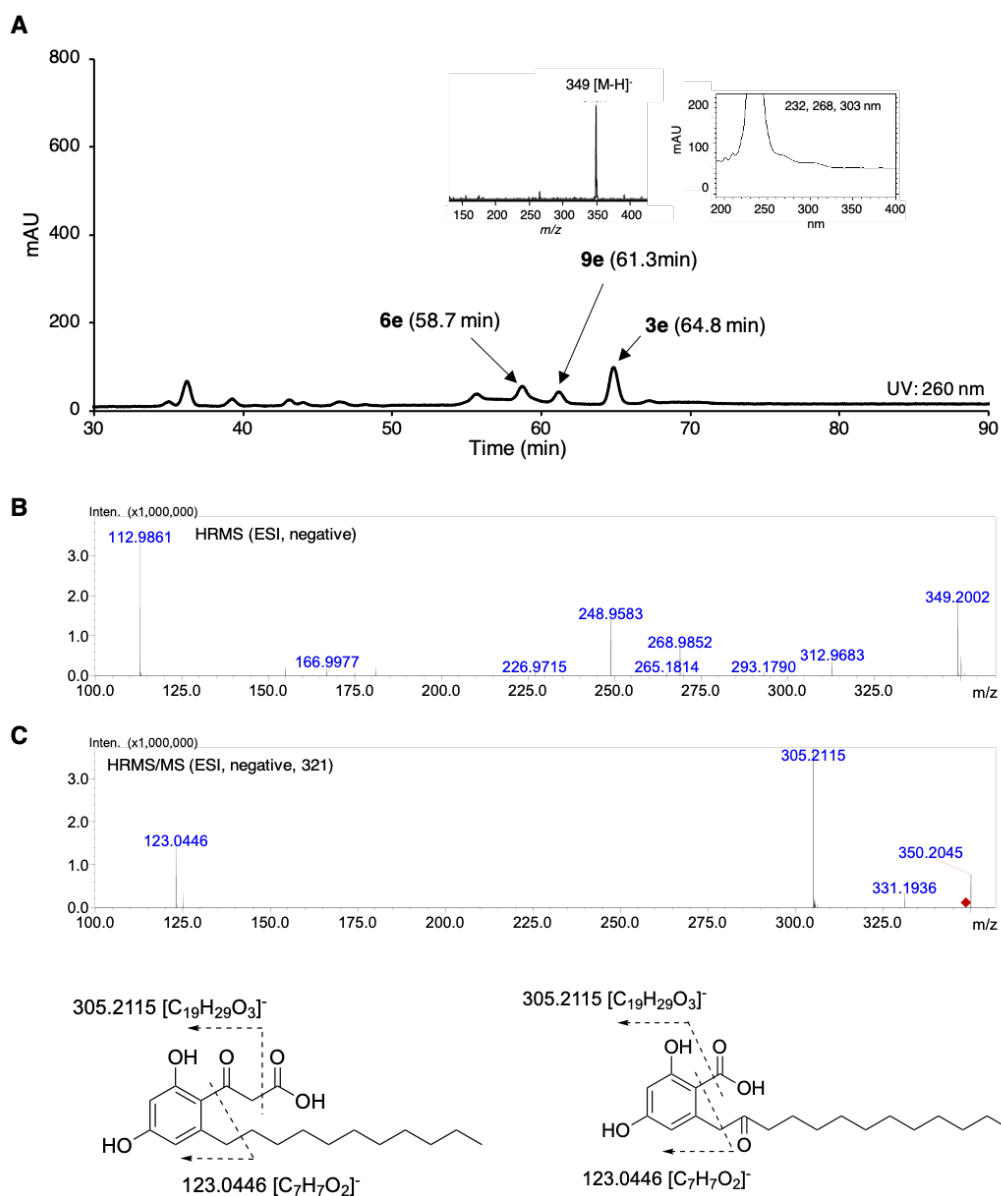 A
800
600
400
200
0
mAU
30
40
50
60
70
80
90
Time (min)
UV: 260 nm
6e (58.7 min)
9e (61.3min)
3e (64.8 min)
349 [M-H]-
150 200 250 300 350 400
m/z
232, 268, 303 nm
200
100
0
mAU
200 250 300 350 400
nm
B
Inten. (x1,000,000)
HRMS (ESI, negative)
3.0
2.0
1.0
0.0
112.9861
166.9977
226.9715
248.9583
265.1814
268.9852
293.1790
312.9683
349.2002
100.0 125.0 150.0 175.0 200.0 225.0 250.0 275.0 300.0 325.0 m/z
C
Inten. (x1,000,000)
HRMS/MS (ESI, negative, 321)
3.0
2.0
1.0
0.0
123.0446
305.2115
331.1936
350.2045
100.0 125.0 150.0 175.0 200.0 225.0 250.0 275.0 300.0 325.0 m/z
305.2115 [C19H29O3]-
OH O O
OH
HO
123.0446 [C7H7O2]-
305.2115 [C19H29O3]-
OH O
OH
HO
O
123.0446 [C7H7O2]-